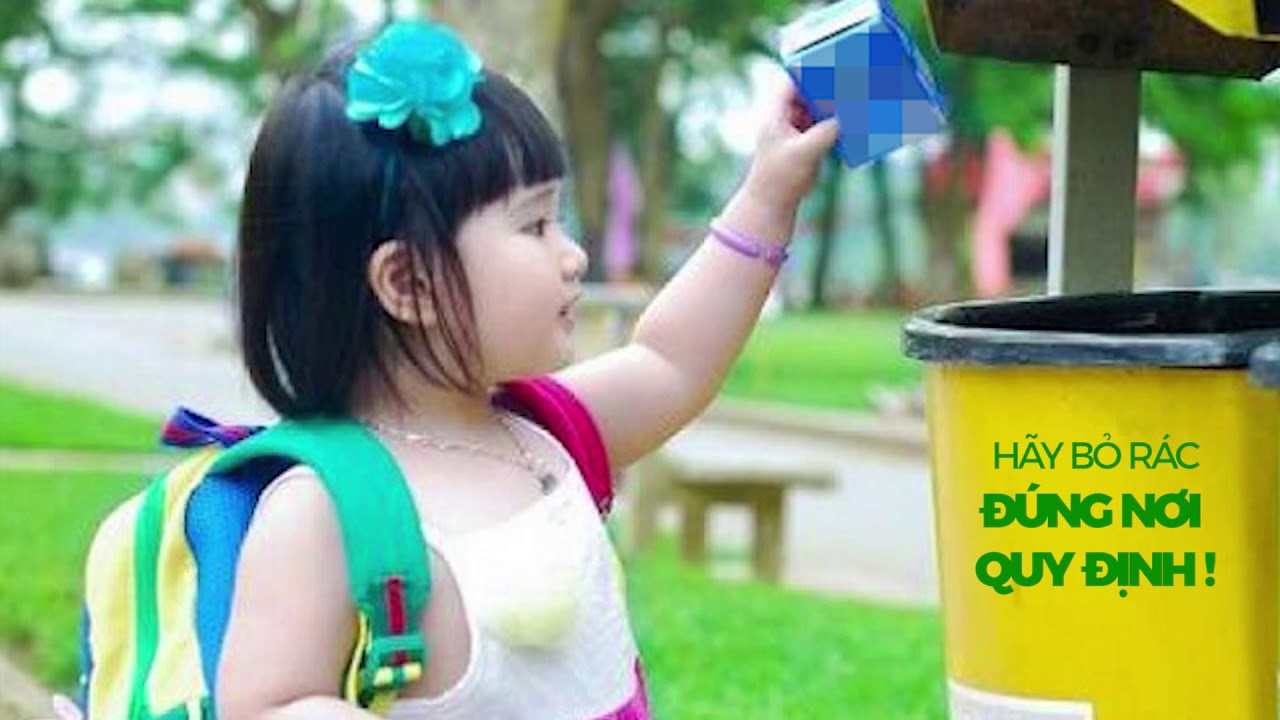 HÃY BỎ RÁC
ĐÚNG NƠI
QUY ĐỊNH !